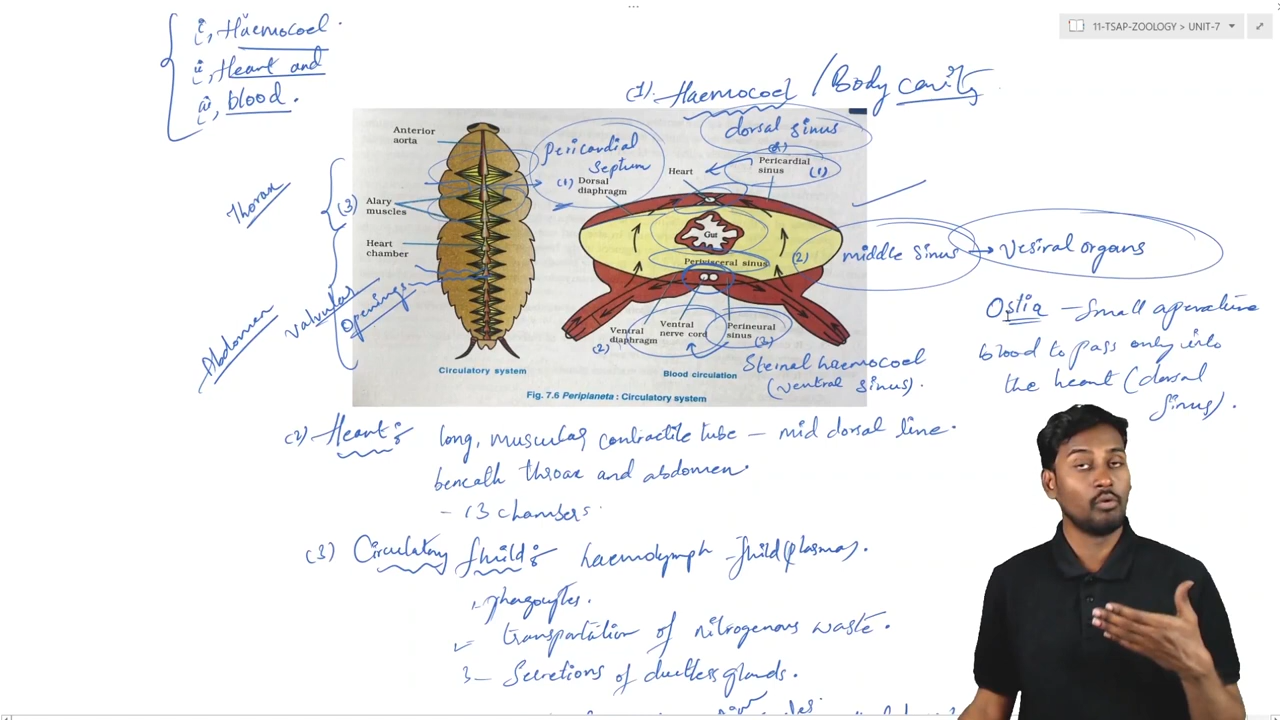 ...
11-TSAP-ZOOLOGY > UNIT-7
i, Haemocoel.
ii, Heart and
iii, blood.
(1). Haemocoel / Body cavity
dorsal sinus
Pericardial septum
Anterior aorta
(1) Dorsal diaphragm
Heart
Pericardial sinus (1)
Thorax
(3) Alary muscles
Gut
Heart chamber
Perivisceral sinus
(2) middle sinus → vesiral organs
Abdomen
Valvular openings
Ostia - Small aperature
blood to pass only into
the heart (dorsal
sinus).
(2) Ventral diaphragm
Ventral nerve cord
Perineural sinus (3)
Sternal haemocoel
(ventral sinus).
Circulatory system
Blood circulation
Fig. 7.6 Periplaneta : Circulatory system
(2) Heart : long, muscular contractile tube - mid dorsal line.
beneath throax and abdomen.
- 13 chambers
(3) Circulatory fluid : haemolymph - fluid (plasma).
1, phagocytes.
transportation of nitrogenous waste.
3 - Secretions of ductless glands.